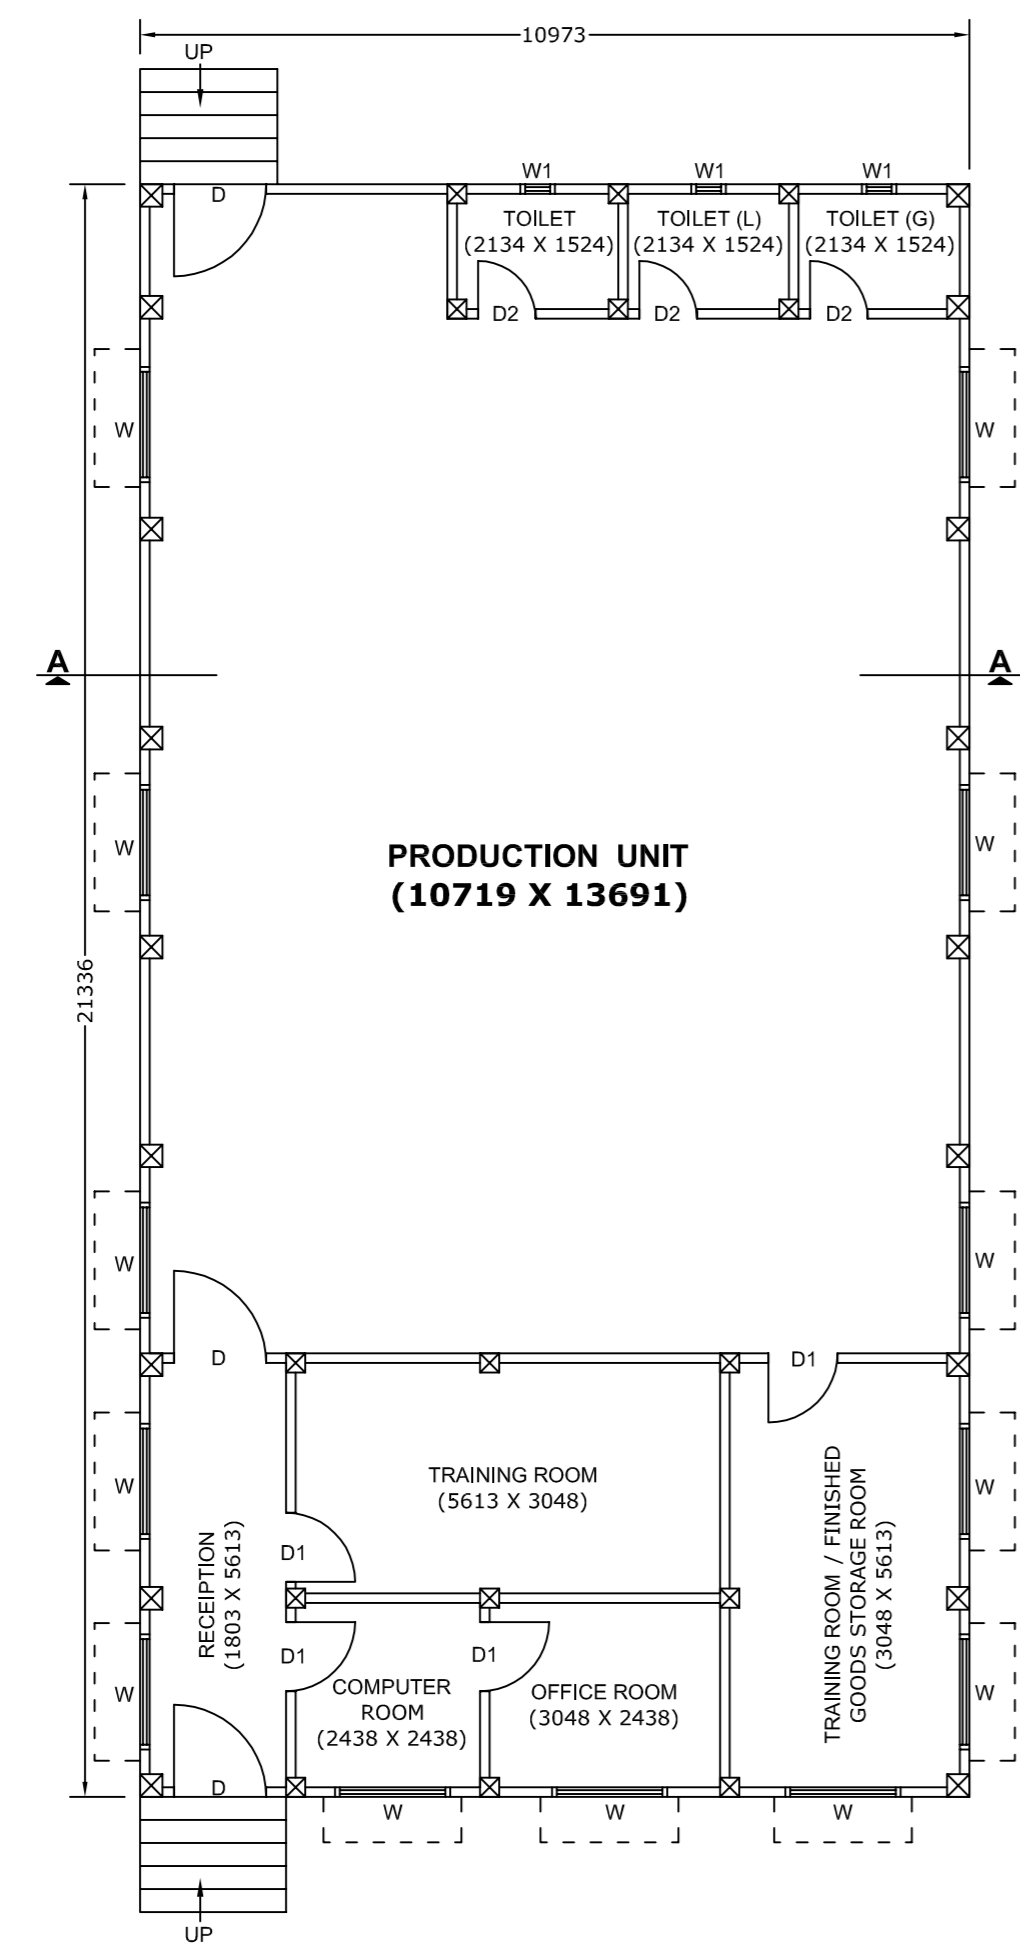 10973
UP
D
W1
W1
W1
TOILET
(2134 X 1524)
TOILET (L)
(2134 X 1524)
TOILET (G)
(2134 X 1524)
D2
D2
D2
W
W
A
A
PRODUCTION UNIT
(10719 X 13691)
W
W
21336
W
W
D
D1
TRAINING ROOM
(5613 X 3048)
W
W
D1
RECEIPTION
(1803 X 5613)
TRAINING ROOM / FINISHED
GOODS STORAGE ROOM
(3048 X 5613)
D1
D1
COMPUTER
ROOM
(2438 X 2438)
OFFICE ROOM
(3048 X 2438)
W
W
D
W
W
W
UP